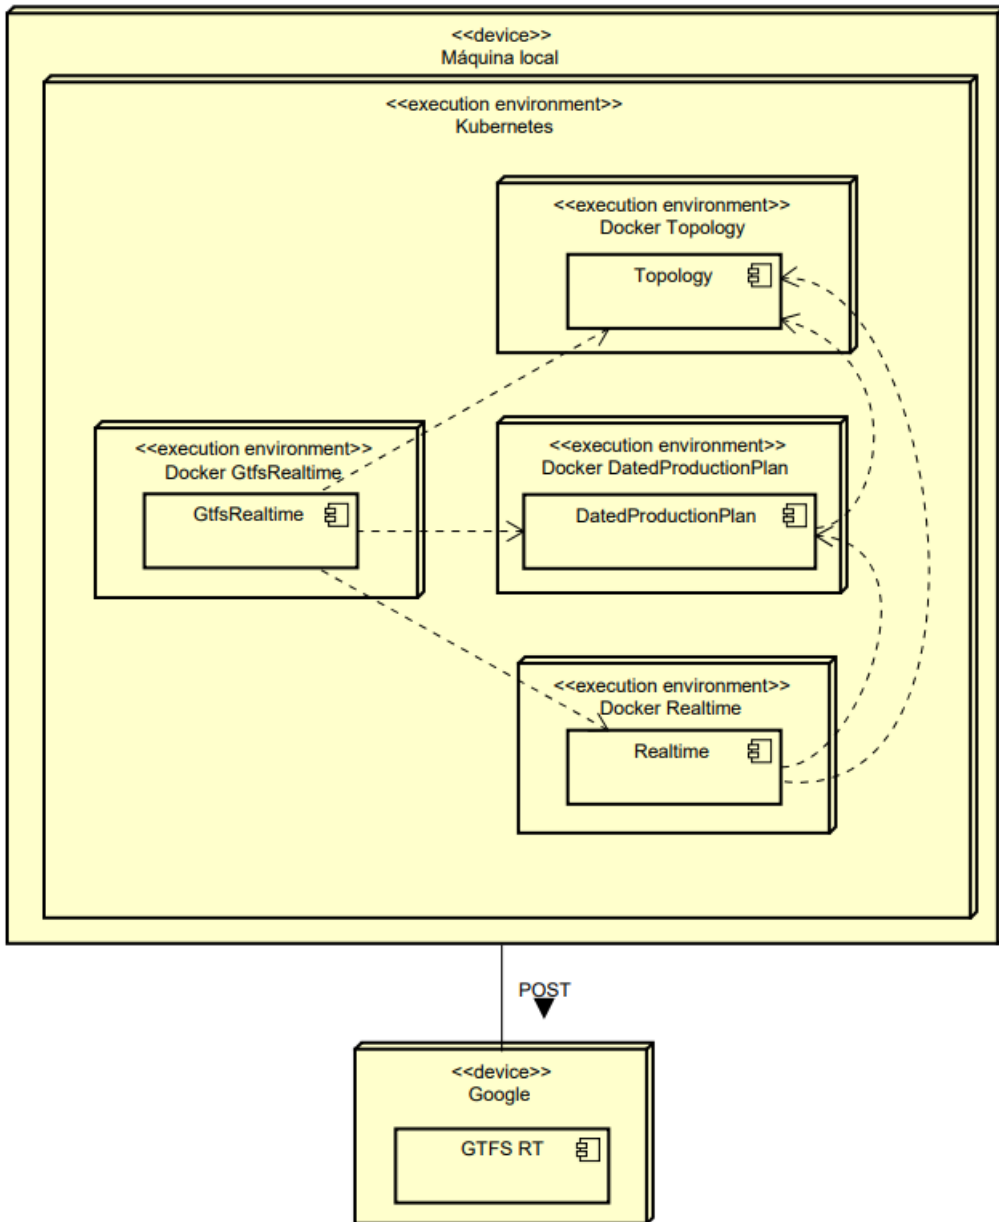 <<device>>
Máquina local
<<execution environment>>
Kubernetes
<<execution environment>>
Docker Topology
Topology
<<execution environment>>
Docker GtfsRealtime
GtfsRealtime
<<execution environment>>
Docker DatedProductionPlan
DatedProductionPlan
<<execution environment>>
Docker Realtime
Realtime
POST
<<device>>
Google
GTFS RT